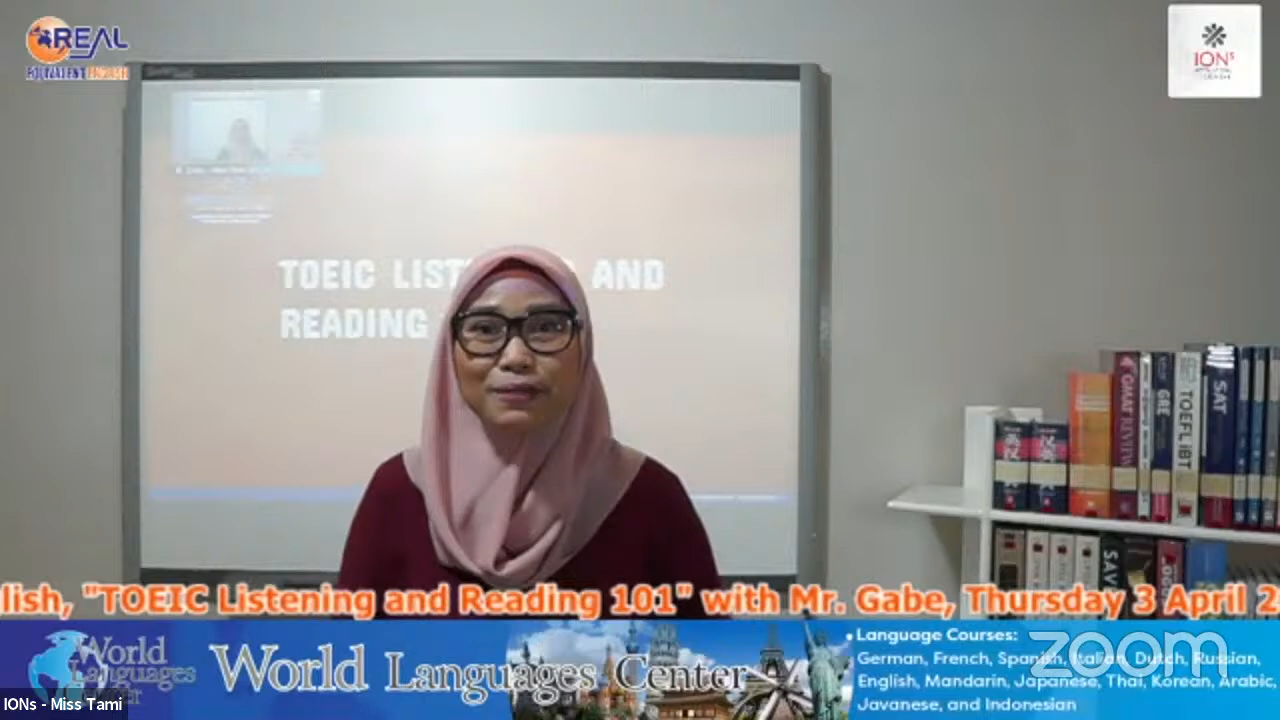 REAL
EQUIVALENT ENGLISH
IONs
TOEIC LIST AND
READING
GMAT REVIEW
GRE
TOEFL IBT
SAT
lish, "TOEIC Listening and Reading 101" with Mr. Gabe, Thursday 3 April 2
World
Languages
World Languages Center
Language Courses:
German, French, Spanish, Italian, Dutch, Russian,
English, Mandarin, Japanese, Thai, Korean, Arabic,
Javanese, and Indonesian
zoom
IONs - Miss Tami